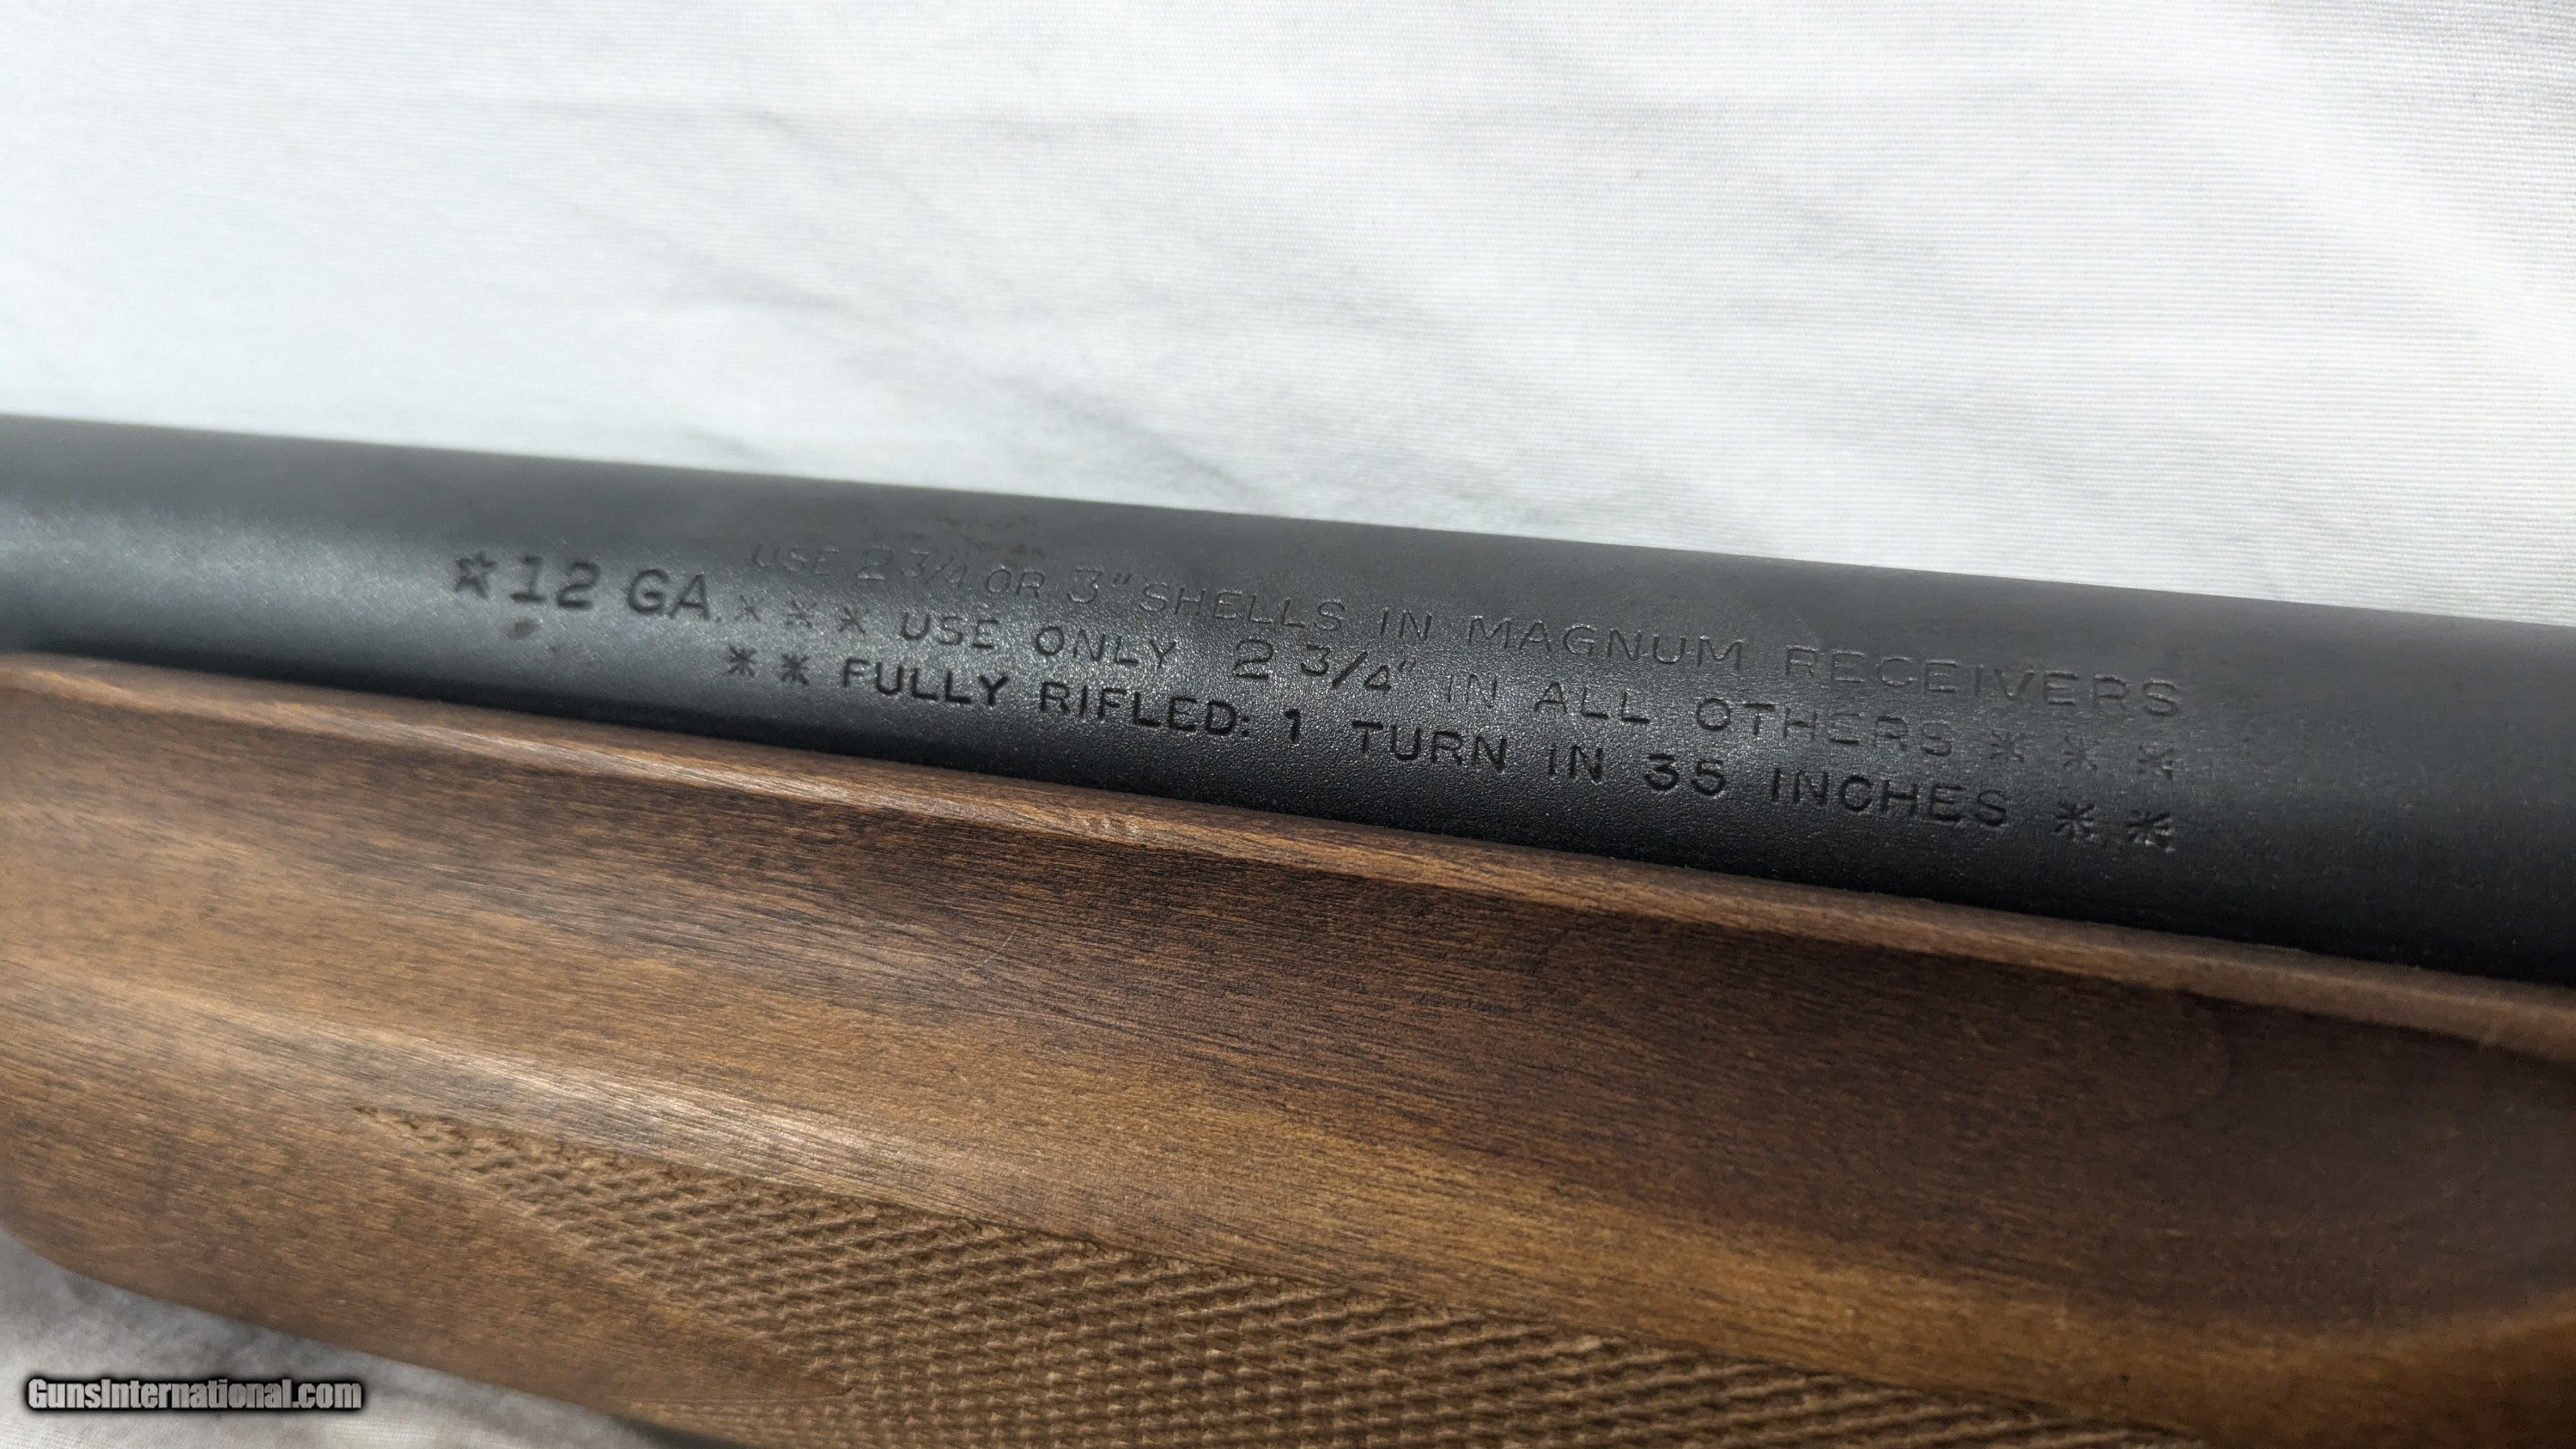 USE 2 3/4 OR 3" SHELLS IN MAGNUM RECEIVERS
☆12 GA.*** USE ONLY 2 3/4" IN ALL OTHERS ***
** FULLY RIFLED: 1 TURN IN 35 INCHES **
GunsInternational.com